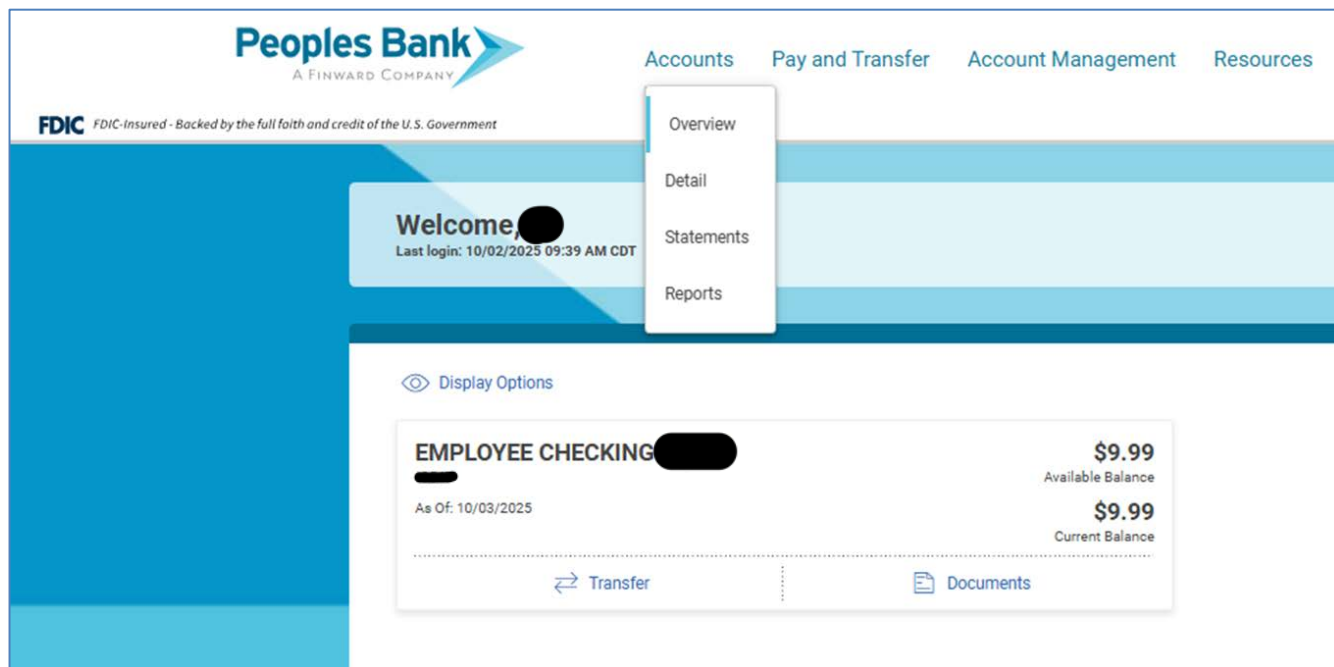 Peoples Bank
A FINWARD COMPANY
Accounts Pay and Transfer Account Management Resources
FDIC FDIC-Insured - Backed by the full faith and credit of the U.S. Government
Overview
Detail
Statements
Reports
Welcome,
Last login: 10/02/2025 09:39 AM CDT
Display Options
EMPLOYEE CHECKING
$9.99
Available Balance
As Of: 10/03/2025
$9.99
Current Balance
Transfer Documents